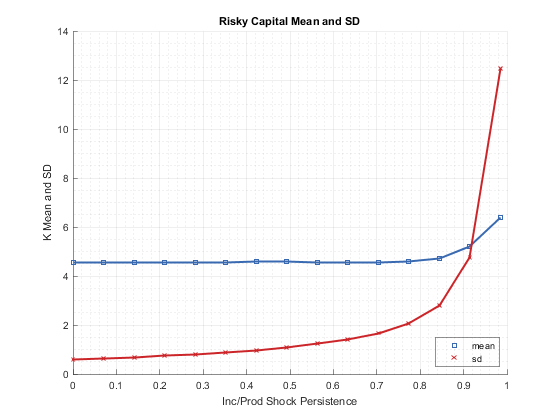 Risky Capital Mean and SD
14
12
10
8
6
4
2
0
K Mean and SD
mean
sd
0 0.1 0.2 0.3 0.4 0.5 0.6 0.7 0.8 0.9 1
Inc/Prod Shock Persistence